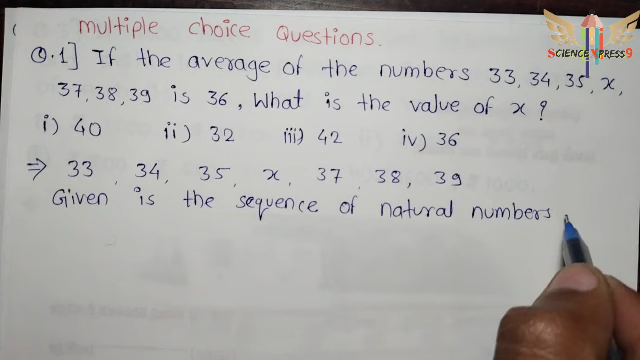 multiple choice Questions.
SCIENCE XPRESS 9
Q.1] If the average of the numbers 33, 34, 35, x,
37, 38, 39 is 36, What is the value of x ?
i) 40 ii) 32 iii) 42 iv) 36
⇒ 33 , 34, 35, x, 37, 38, 39
Given is the sequence of natural numbers